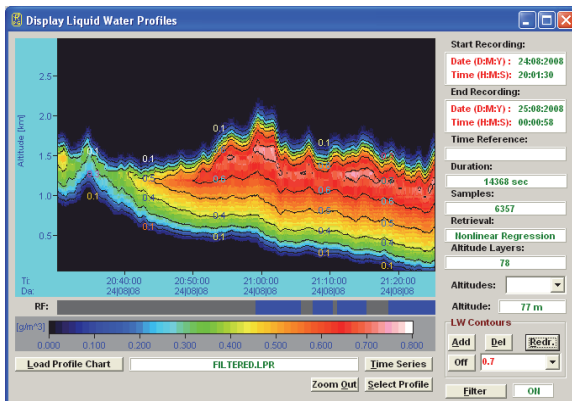 Display Liquid Water Profiles
Start Recording:
Date (D:M:Y) : 24:08:2008
Time (H:M:S): 20:01:30
End Recording:
Date (D:M:Y) : 25:08:2008
Time (H:M:S): 00:00:58
Time Reference:
Duration:
14368 sec
Samples:
6357
Retrieval:
Nonlinear Regression
Altitude Layers:
78
Altitudes:
Altitude: 77 m
LW Contours
Add Del Redr.
Off 0.7
Filter ON
Altitude [km]
2.5
2.0
1.5
1.0
0.5
0.1 0.1 0.1 0.1
0.1
0.4 0.4 0.4
0.1 0.1 0.1
Ti: 20:40:00 20:50:00 21:00:00 21:10:00 21:20:00
Da: 24\08\08 24\08\08 24\08\08 24\08\08 24\08\08
RF:
[g/m^3]
0.000 0.100 0.200 0.300 0.400 0.500 0.600 0.700 0.800
Load Profile Chart FILTERED.LPR Time Series
Zoom Out Select Profile